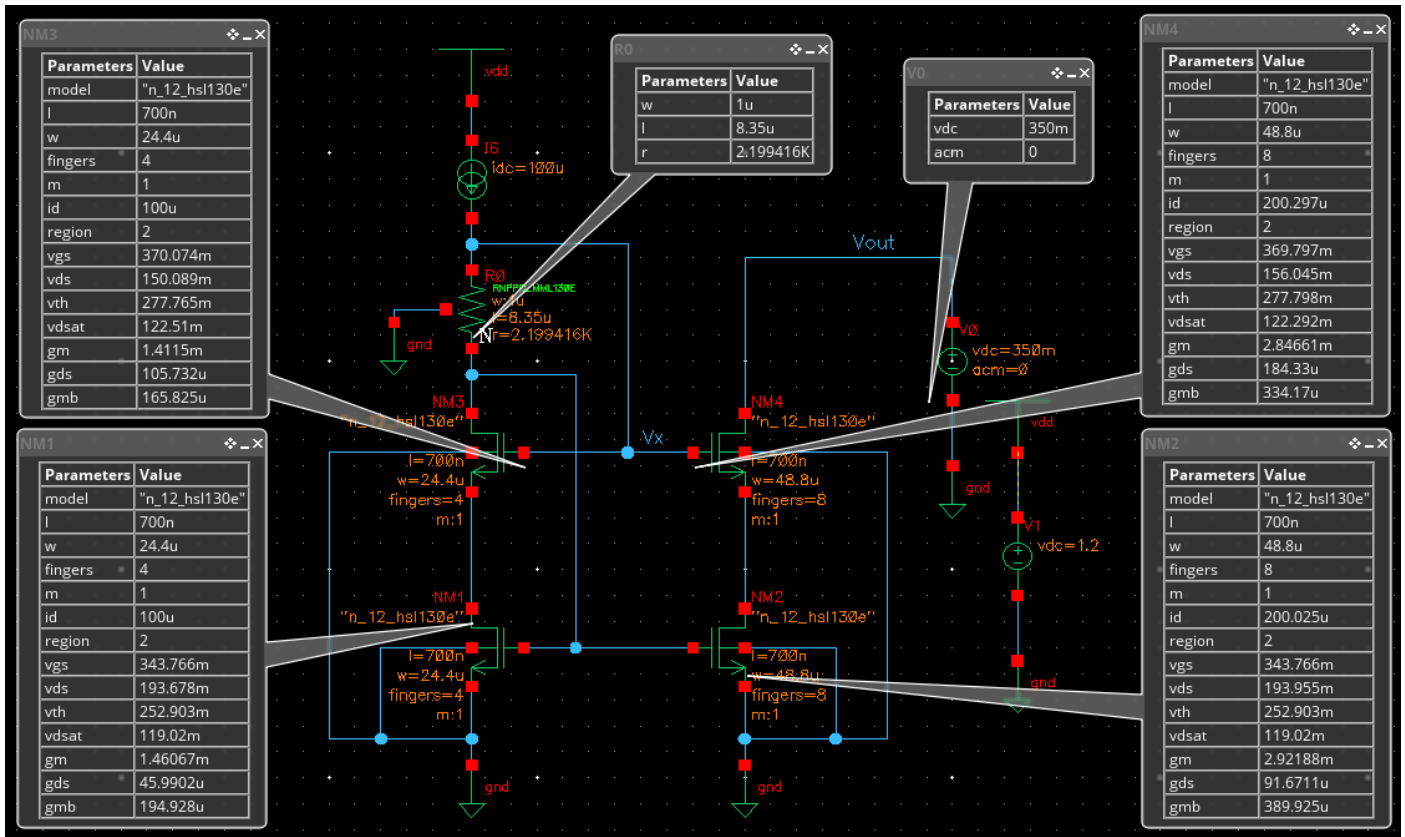 NM3
Parameters Value
model "n_12_hsl130e"
l 700n
w 24.4u
fingers 4
m 1
id 100u
region 2
vgs 370.074m
vds 150.089m
vth 277.765m
vdsat 122.51m
gm 1.4115m
gds 105.732u
gmb 165.825u
NM1
Parameters Value
model "n_12_hsl130e"
l 700n
w 24.4u
fingers 4
m 1
id 100u
region 2
vgs 343.766m
vds 193.678m
vth 252.903m
vdsat 119.02m
gm 1.46067m
gds 45.9902u
gmb 194.928u
R0
Parameters Value
w 1u
l 8.35u
r 2.199416K
V0
Parameters Value
vdc 350m
acm 0
NM4
Parameters Value
model "n_12_hsl130e"
l 700n
w 48.8u
fingers 8
m 1
id 200.297u
region 2
vgs 369.797m
vds 156.045m
vth 277.798m
vdsat 122.292m
gm 2.84661m
gds 184.33u
gmb 334.17u
NM2
Parameters Value
model "n_12_hsl130e"
l 700n
w 48.8u
fingers 8
m 1
id 200.025u
region 2
vgs 343.766m
vds 193.955m
vth 252.903m
vdsat 119.02m
gm 2.92188m
gds 91.6711u
gmb 389.925u
vdd
I6
idc=100u
R0
l=8.35u
r=2.199416K
gnd
Vout
V0
vdc=350m
acm=0
gnd
vdd
V1
vdc=1.2
gnd
NM3
"n_12_hsl130e"
l=700n
w=24.4u
fingers=4
m:1
Vx
NM4
"n_12_hsl130e"
l=700n
w=48.8u
fingers=8
m:1
NM1
"n_12_hsl130e"
l=700n
w=24.4u
fingers=4
m:1
gnd
NM2
"n_12_hsl130e"
l=700n
w=48.8u
fingers=8
m:1
gnd